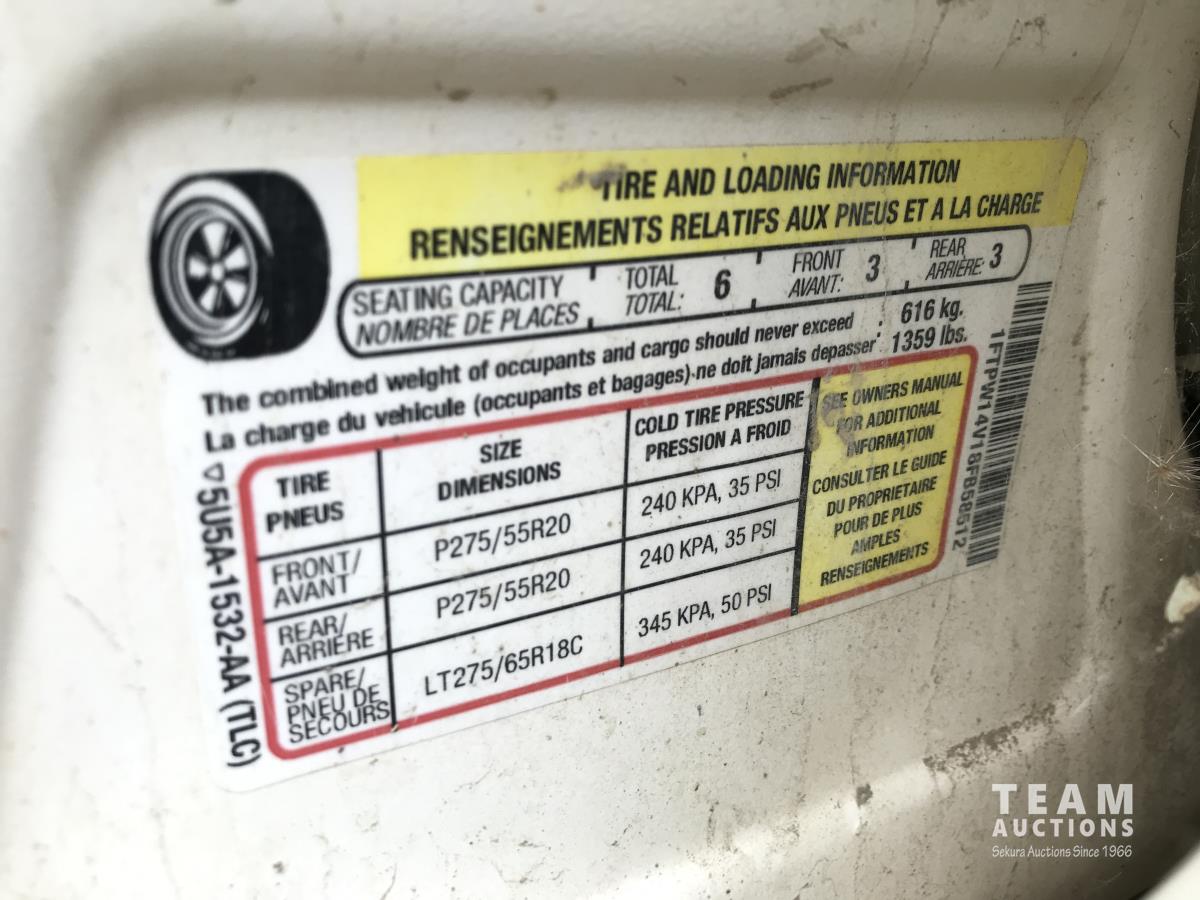 TIRE AND LOADING INFORMATION
RENSEIGNEMENTS RELATIFS AUX PNEUS ET A LA CHARGE
SEATING CAPACITY TOTAL 6 FRONT 3 REAR 3
NOMBRE DE PLACES TOTAL: AVANT: ARRIÈRE:
The combined weight of occupants and cargo should never exceed : 616 kg.
La charge du vehicule (occupants et bagages) ne doit jamais depasser : 1359 lbs.
TIRE
PNEUS
SIZE
DIMENSIONS
COLD TIRE PRESSURE
PRESSION A FROID
FRONT/
AVANT
P275/55R20
240 KPA, 35 PSI
REAR/
ARRIÈRE
P275/55R20
240 KPA, 35 PSI
SPARE/
PNEU DE
SECOURS
LT275/65R18C
345 KPA, 50 PSI
SEE OWNERS MANUAL
FOR ADDITIONAL
INFORMATION
CONSULTER LE GUIDE
DU PROPRIETAIRE
POUR DE PLUS
AMPLES
RENSEIGNEMENTS
5U5A-1532-AA (TLC)
1FTPW14V18FB58512
TEAM
AUCTIONS
Sekura Auctions Since 1966